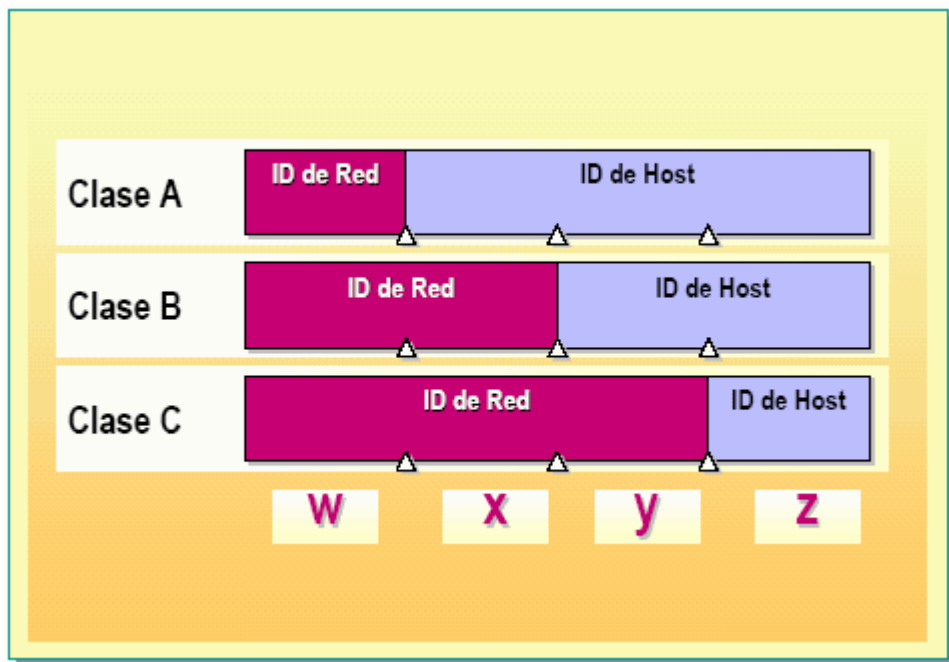 Clase A
ID de Red
ID de Host
Clase B
ID de Red
ID de Host
Clase C
ID de Red
ID de Host
w
x
y
z